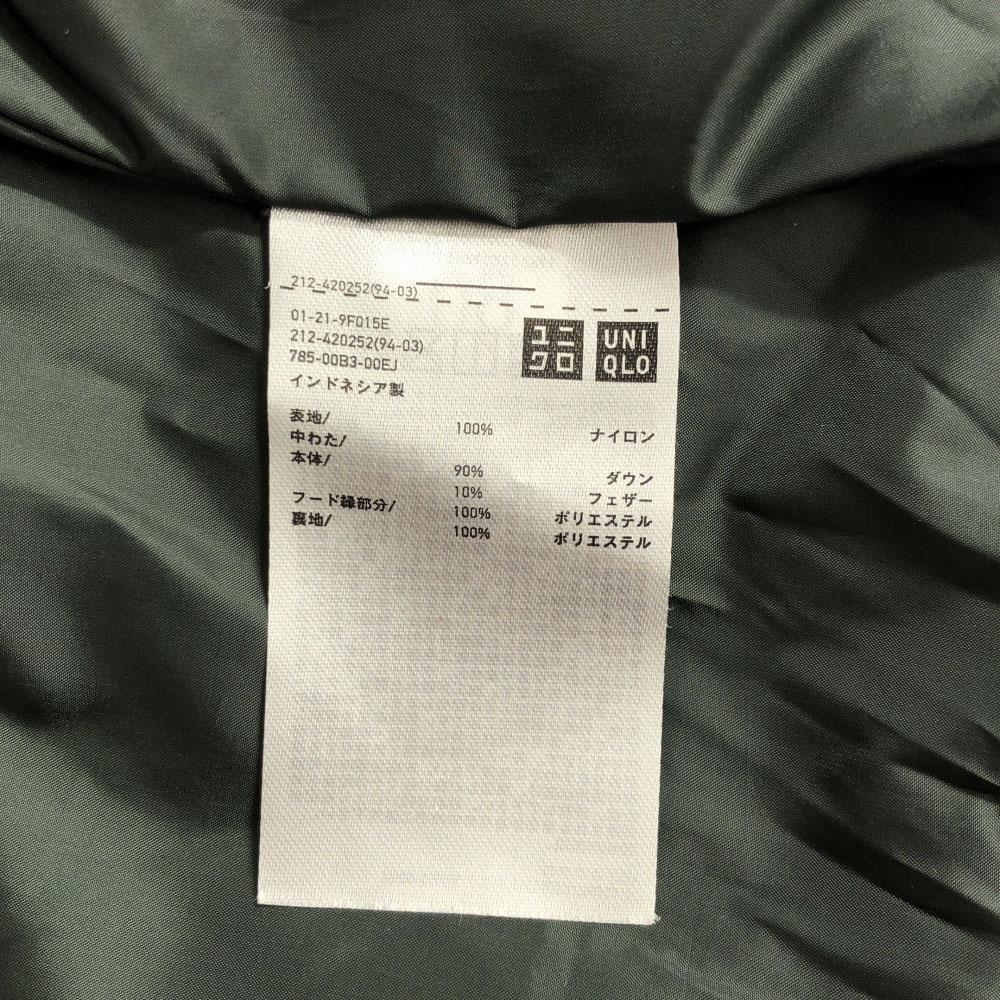 212-420252(94-03)
01-21-9F015E
212-420252(94-03)
785-00B3-00EJ
インドネシア製
ユニ
クロ
UNI
QLO
表地/ 100% ナイロン
中わた/
本体/ 90% ダウン
10% フェザー
フード縁部分/ 100% ポリエステル
裏地/ 100% ポリエステル